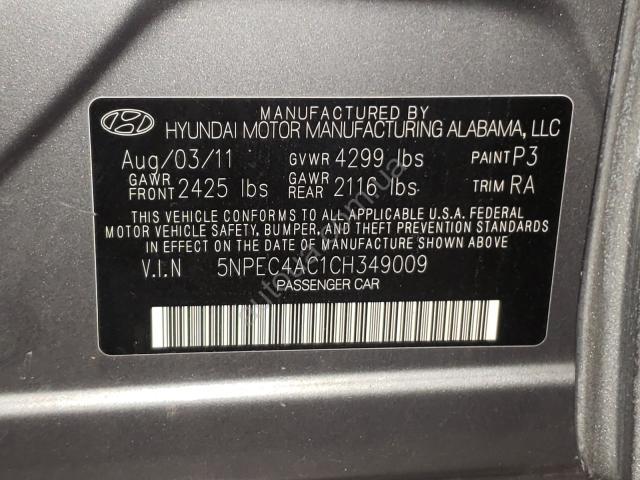 MANUFACTURED BY
HYUNDAI MOTOR MANUFACTURING ALABAMA, LLC
Aug/03/11 GVWR 4299 lbs PAINT P3
GAWR FRONT 2425 lbs GAWR REAR 2116 lbs TRIM RA
THIS VEHICLE CONFORMS TO ALL APPLICABLE U.S.A. FEDERAL
MOTOR VEHICLE SAFETY, BUMPER, AND THEFT PREVENTION STANDARDS
IN EFFECT ON THE DATE OF MANUFACTURE SHOWN ABOVE.
V.I.N 5NPEC4AC1CH349009
PASSENGER CAR